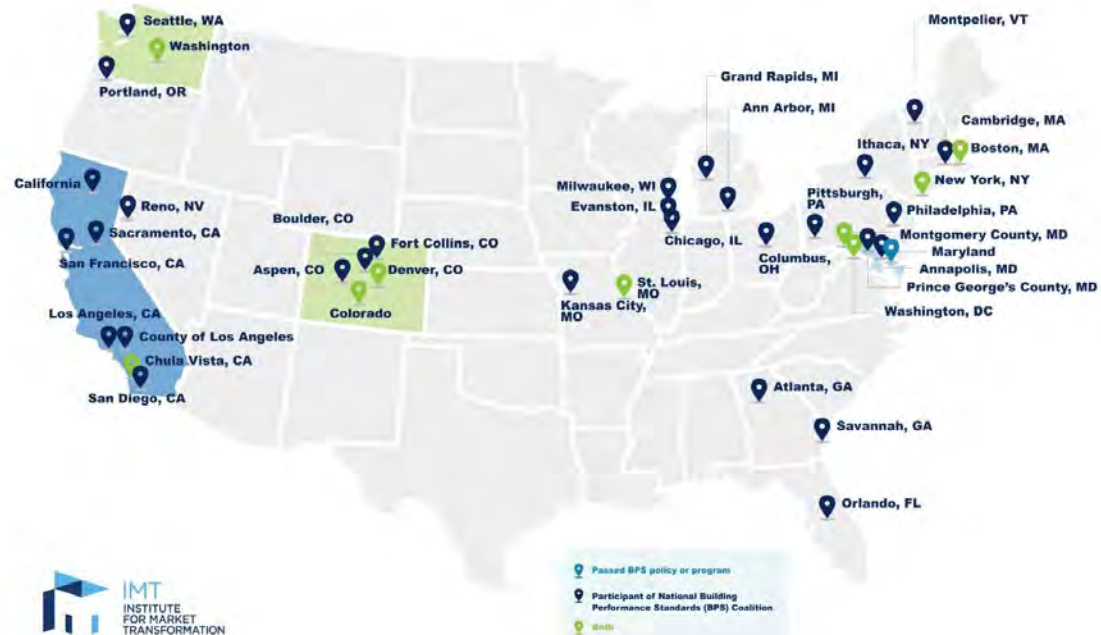 Seattle, WA
Washington
Portland, OR
Montpelier, VT
Grand Rapids, MI
Ann Arbor, MI
Cambridge, MA
Ithaca, NY
Boston, MA
California
Milwaukee, WI
New York, NY
Reno, NV
Evanston, IL
Pittsburgh,
PA
Philadelphia, PA
Boulder, CO
Sacramento, CA
Chicago, IL
Montgomery County, MD
Fort Collins, CO
Maryland
San Francisco, CA
Aspen, CO
Denver, CO
Columbus,
OH
Annapolis, MD
St. Louis,
MO
Prince George's County, MD
Kansas City,
MO
Los Angeles, CA
Colorado
Washington, DC
County of Los Angeles
Chula Vista, CA
San Diego, CA
Atlanta, GA
Savannah, GA
Orlando, FL
Passed BPS policy or program
Participant of National Building
Performance Standards (BPS) Coalition
Both
IMT
INSTITUTE
FOR MARKET
TRANSFORMATION